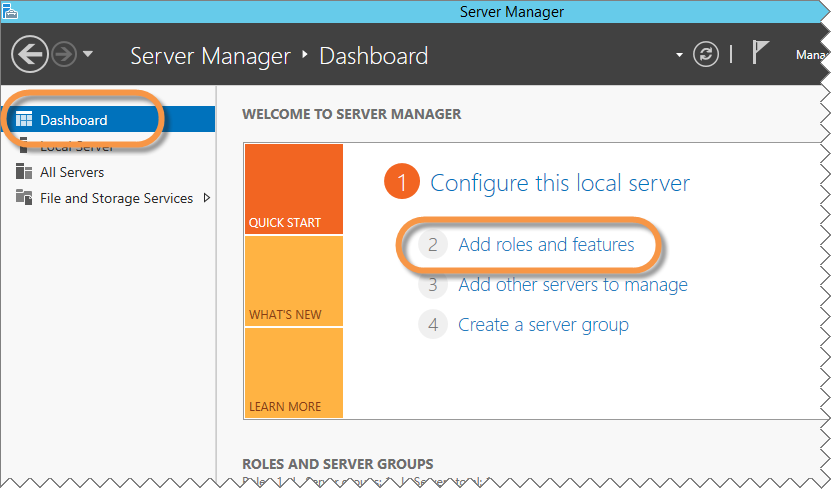 Server Manager
Server Manager ‣ Dashboard
Mana
Dashboard
Local Server
All Servers
File and Storage Services
WELCOME TO SERVER MANAGER
QUICK START
WHAT'S NEW
LEARN MORE
1 Configure this local server
2 Add roles and features
3 Add other servers to manage
4 Create a server group
ROLES AND SERVER GROUPS